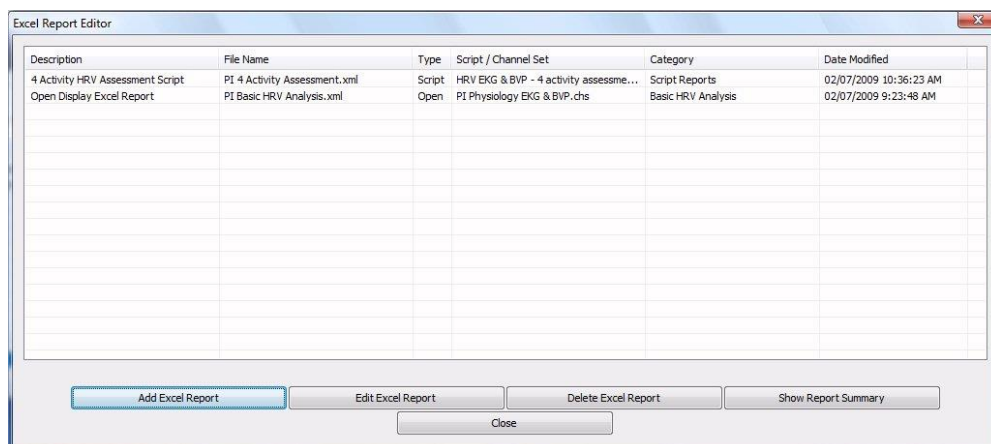 Excel Report Editor
Description File Name Type Script / Channel Set Category Date Modified
4 Activity HRV Assessment Script PI 4 Activity Assessment.xml Script HRV EKG & BVP - 4 activity assessme... Script Reports 02/07/2009 10:36:23 AM
Open Display Excel Report PI Basic HRV Analysis.xml Open PI Physiology EKG & BVP.chs Basic HRV Analysis 02/07/2009 9:23:48 AM
Add Excel Report Edit Excel Report Delete Excel Report Show Report Summary
Close